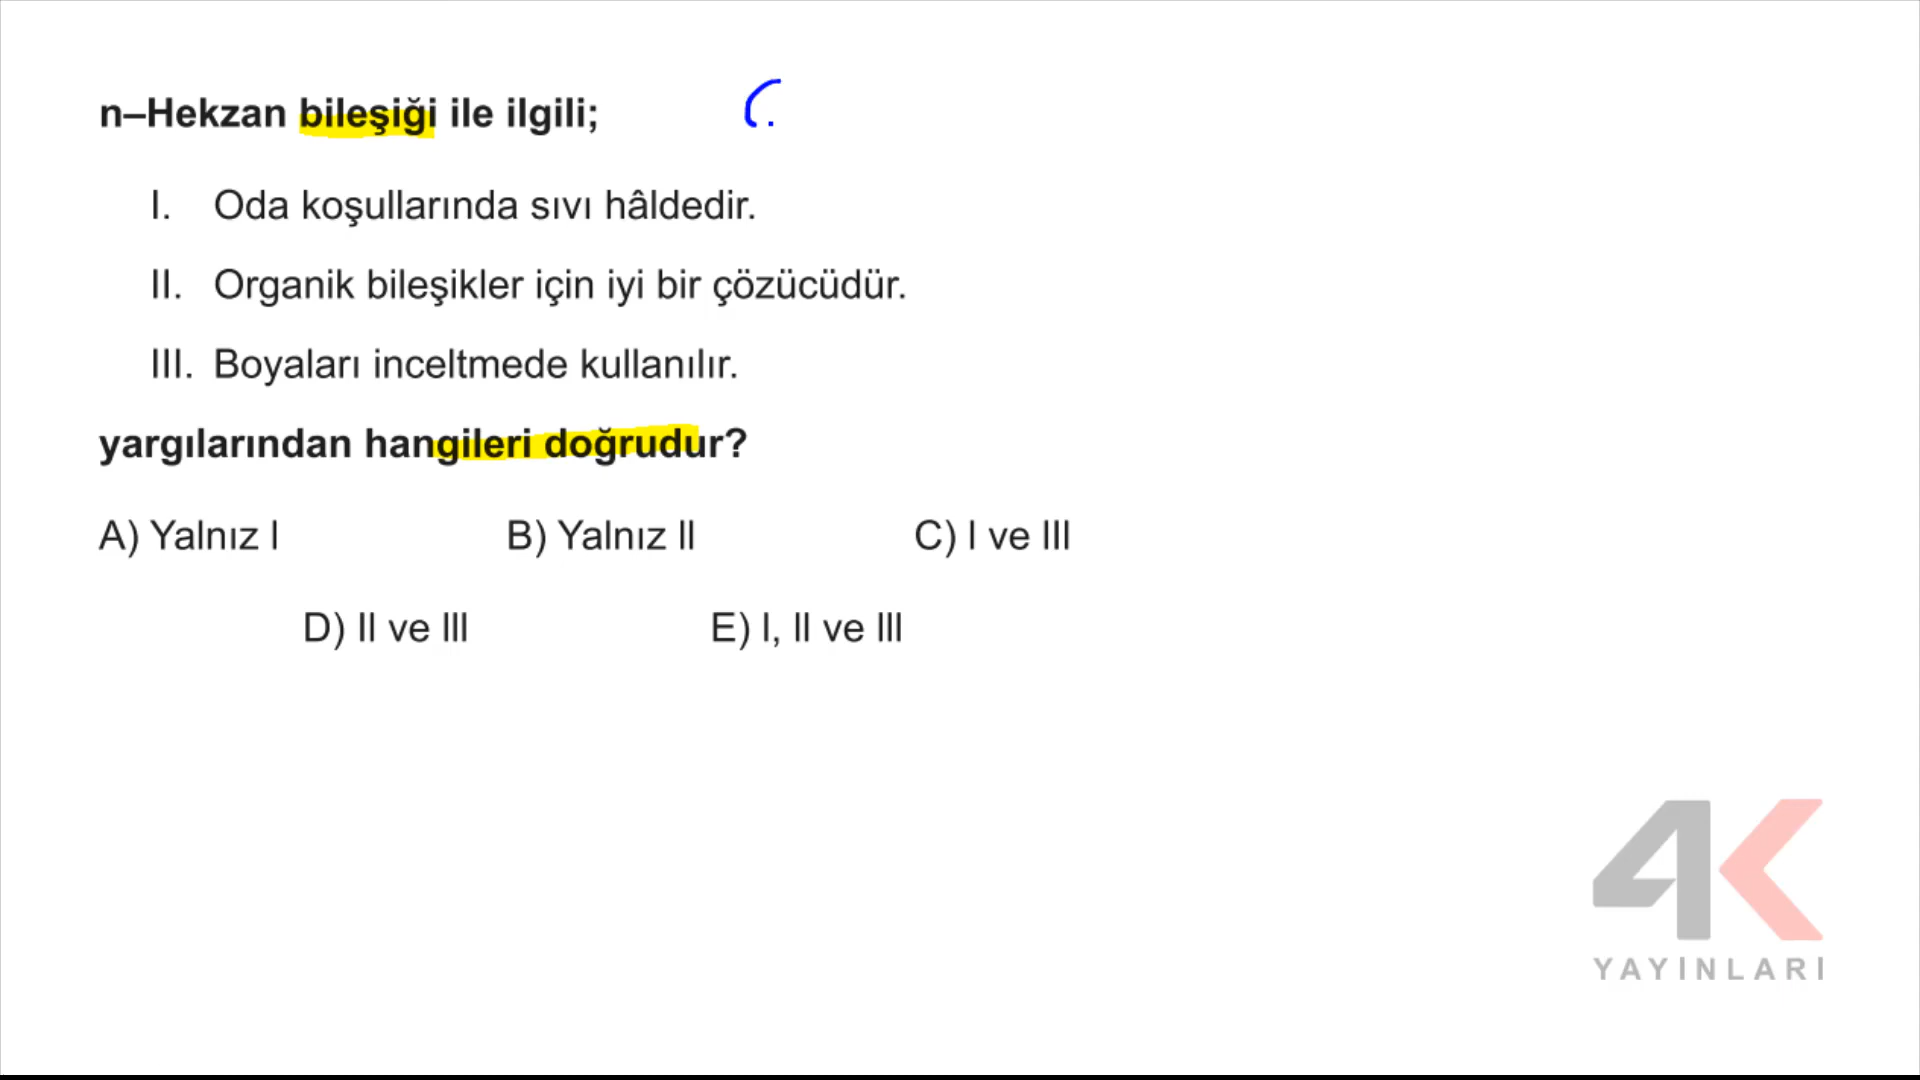 n–Hekzan bileşiği ile ilgili;
I. Oda koşullarında sıvı hâldedir.
II. Organik bileşikler için iyi bir çözücüdür.
III. Boyaları inceltmede kullanılır.
yargılarından hangileri doğrudur?
A) Yalnız I B) Yalnız II C) I ve III
D) II ve III E) I, II ve III
4K
YAYINLARI